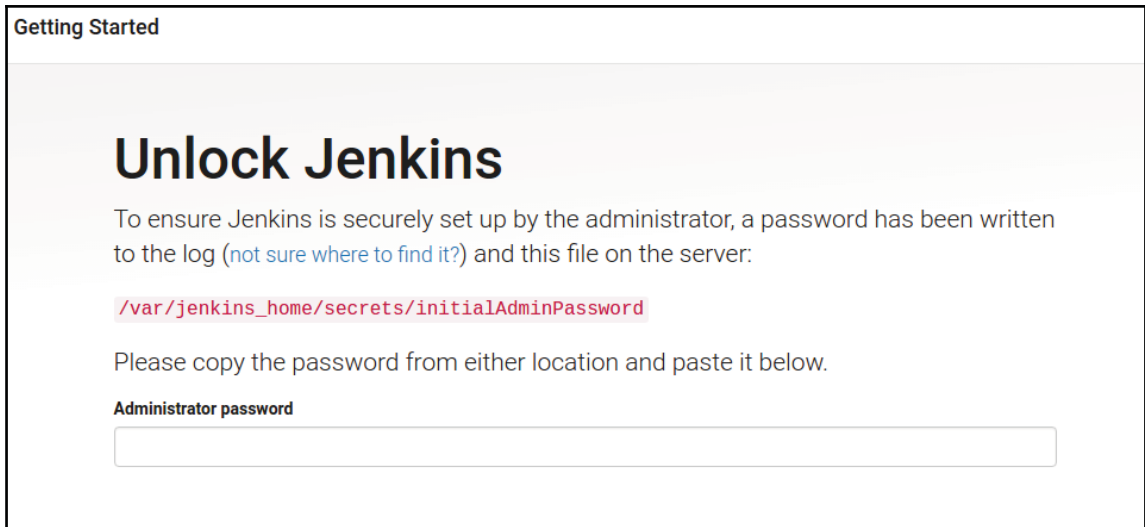 Getting Started
Unlock Jenkins
To ensure Jenkins is securely set up by the administrator, a password has been written
to the log (not sure where to find it?) and this file on the server:
/var/jenkins_home/secrets/initialAdminPassword
Please copy the password from either location and paste it below.
Administrator password